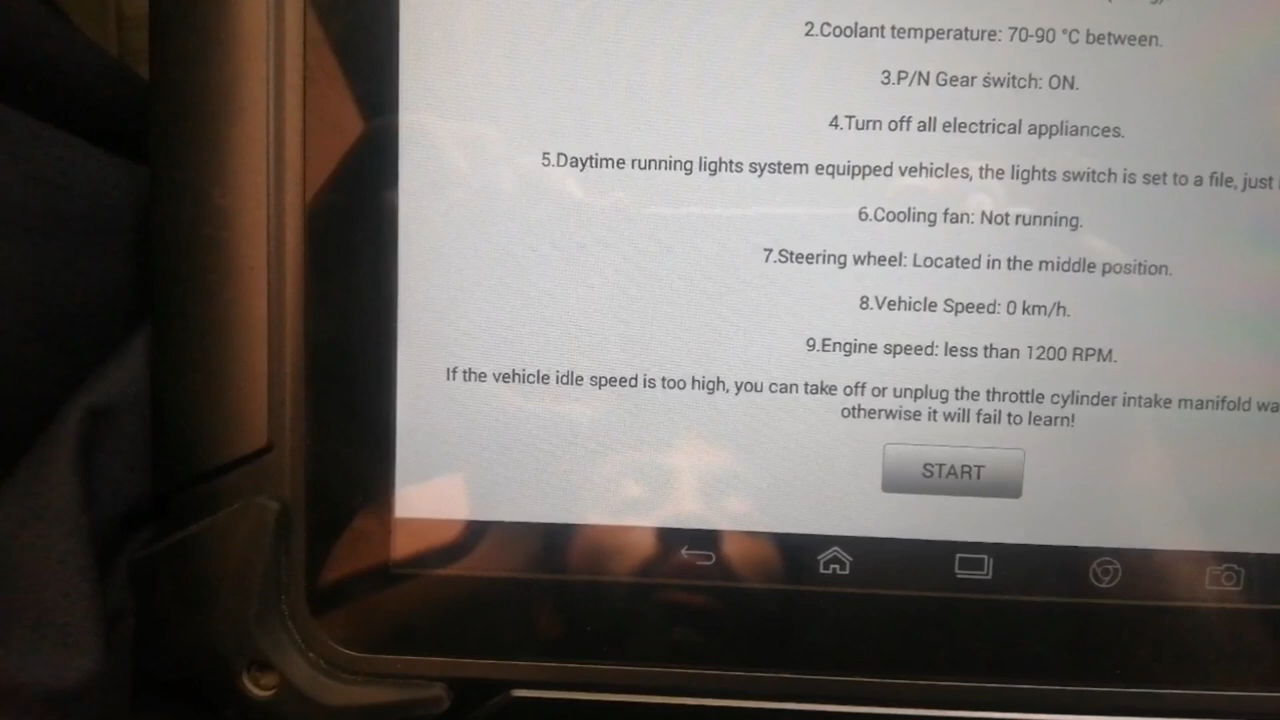 2.Coolant temperature: 70-90 °C between.
3.P/N Gear switch: ON.
4.Turn off all electrical appliances.
5.Daytime running lights system equipped vehicles, the lights switch is set to a file, just
6.Cooling fan: Not running.
7.Steering wheel: Located in the middle position.
8.Vehicle Speed: 0 km/h.
9.Engine speed: less than 1200 RPM.
If the vehicle idle speed is too high, you can take off or unplug the throttle cylinder intake manifold
otherwise it will fail to learn!
START